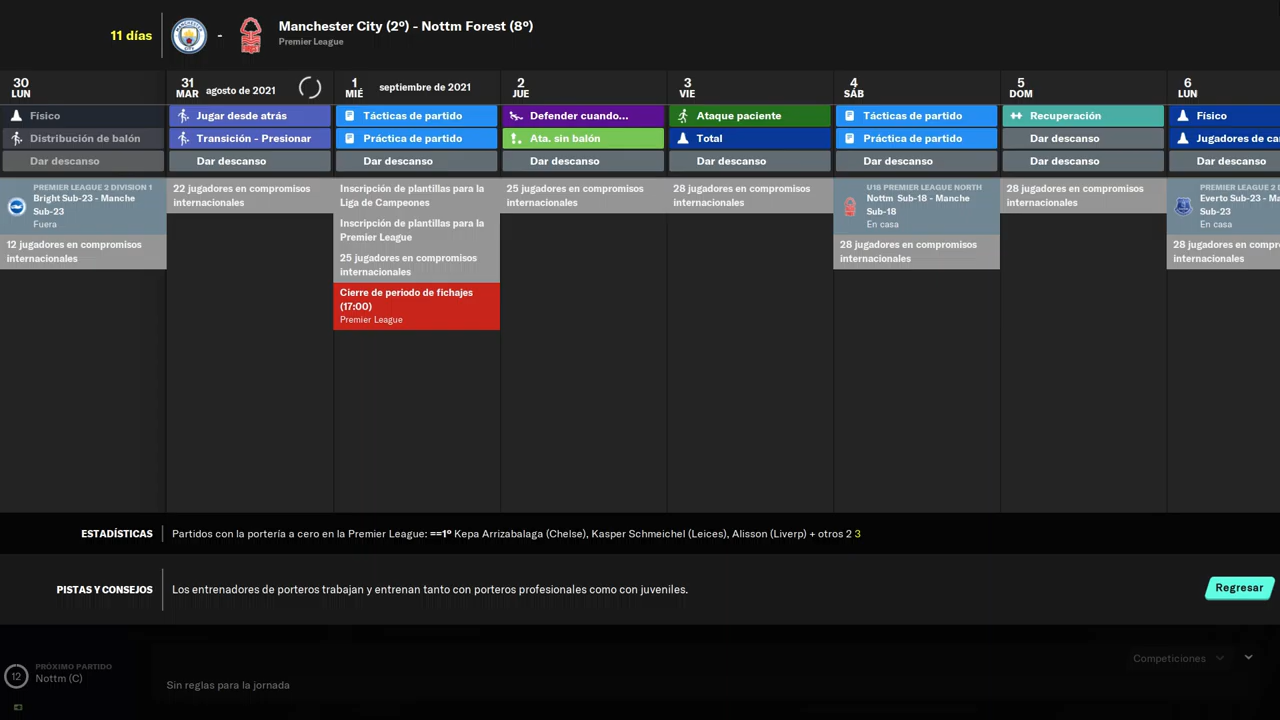 11 días
-
Manchester City (2º) - Nottm Forest (8º)
Premier League
30
LUN
31
MAR
agosto de 2021
1
MIÉ
septiembre de 2021
2
JUE
3
VIE
4
SÁB
5
DOM
6
LUN
Físico
Jugar desde atrás
Tácticas de partido
Defender cuando...
Ataque paciente
Tácticas de partido
Recuperación
Físico
Distribución de balón
Transición - Presionar
Práctica de partido
Ata. sin balón
Total
Práctica de partido
Dar descanso
Jugadores de ca
Dar descanso
Dar descanso
Dar descanso
Dar descanso
Dar descanso
Dar descanso
Dar descanso
Dar descanso
PREMIER LEAGUE 2 DIVISION 1
Bright Sub-23 - Manche
Sub-23
Fuera
12 jugadores en compromisos
internacionales
22 jugadores en compromisos
internacionales
Inscripción de plantillas para la
Liga de Campeones
Inscripción de plantillas para la
Premier League
25 jugadores en compromisos
internacionales
Cierre de periodo de fichajes
(17:00)
Premier League
25 jugadores en compromisos
internacionales
28 jugadores en compromisos
internacionales
U18 PREMIER LEAGUE NORTH
Nottm Sub-18 - Manche
Sub-18
En casa
28 jugadores en compromisos
internacionales
28 jugadores en compromisos
internacionales
PREMIER LEAGUE 2 D
Everto Sub-23 - Ma
Sub-23
En casa
28 jugadores en compro
internacionales
ESTADÍSTICAS
Partidos con la portería a cero en la Premier League: ==1º Kepa Arrizabalaga (Chelse), Kasper Schmeichel (Leices), Alisson (Liverp) + otros 2 3
PISTAS Y CONSEJOS
Los entrenadores de porteros trabajan y entrenan tanto con porteros profesionales como con juveniles.
Regresar
12
PRÓXIMO PARTIDO
Nottm (C)
Competiciones
Sin reglas para la jornada